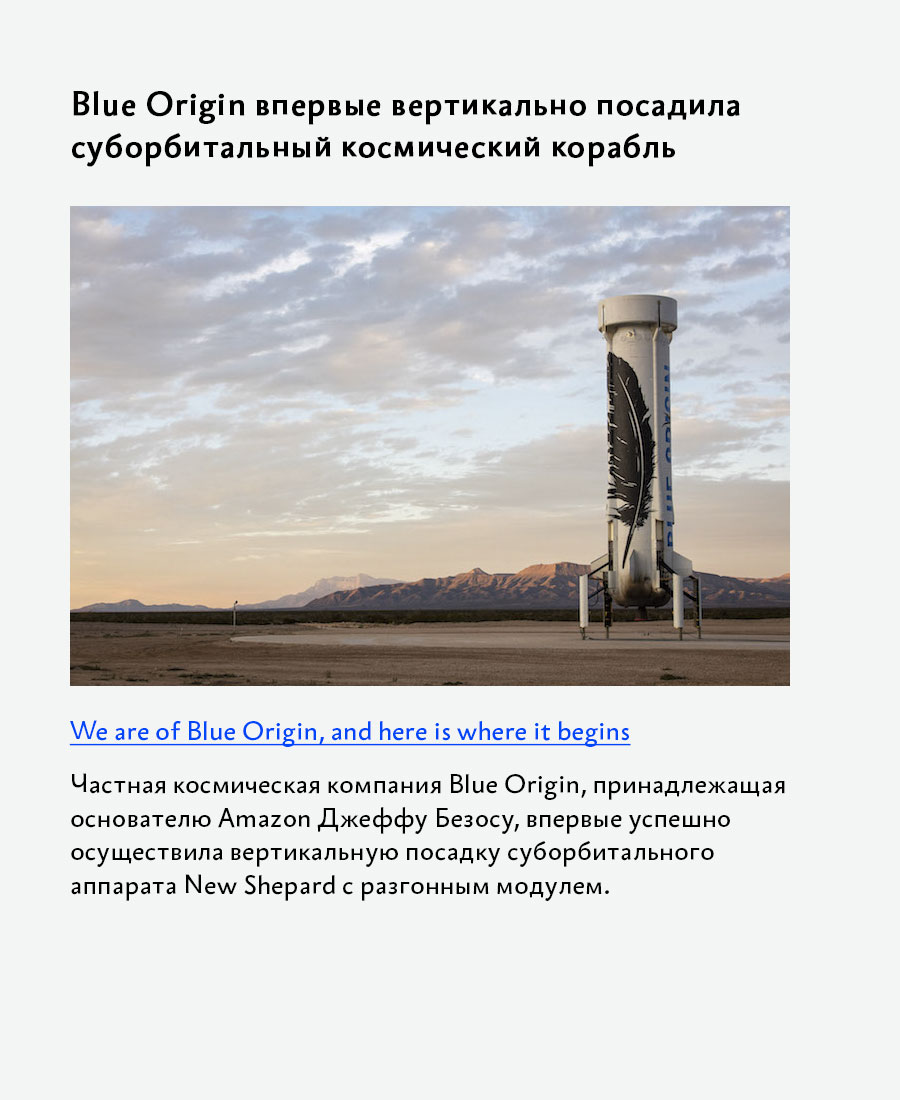 Blue Origin впервые вертикально посадила
суборбитальный космический корабль
BLUE ORIGIN
We are of Blue Origin, and here is where it begins
Частная космическая компания Blue Origin, принадлежащая
основателю Amazon Джеффу Безосу, впервые успешно
осуществила вертикальную посадку суборбитального
аппарата New Shepard с разгонным модулем.